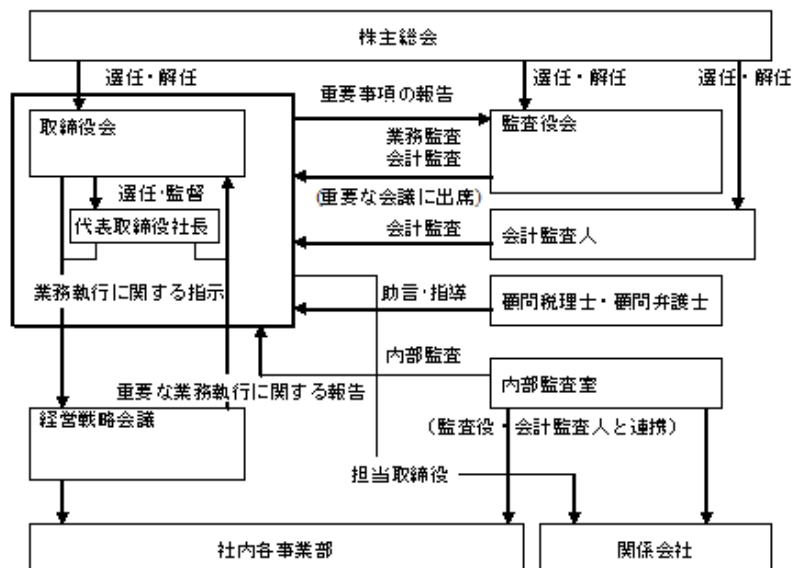 株主総会
選任・解任
選任・解任
選任・解任
重要事項の報告
取締役会
監査役会
業務監査
会計監査
選任・監督
(重要な会議に出席)
代表取締役社長
会計監査
会計監査人
業務執行に関する指示
助言・指導
顧問税理士・顧問弁護士
内部監査
内部監査室
重要な業務執行に関する報告
経営戦略会議
(監査役・会計監査人と連携)
担当取締役
社内各事業部
関係会社